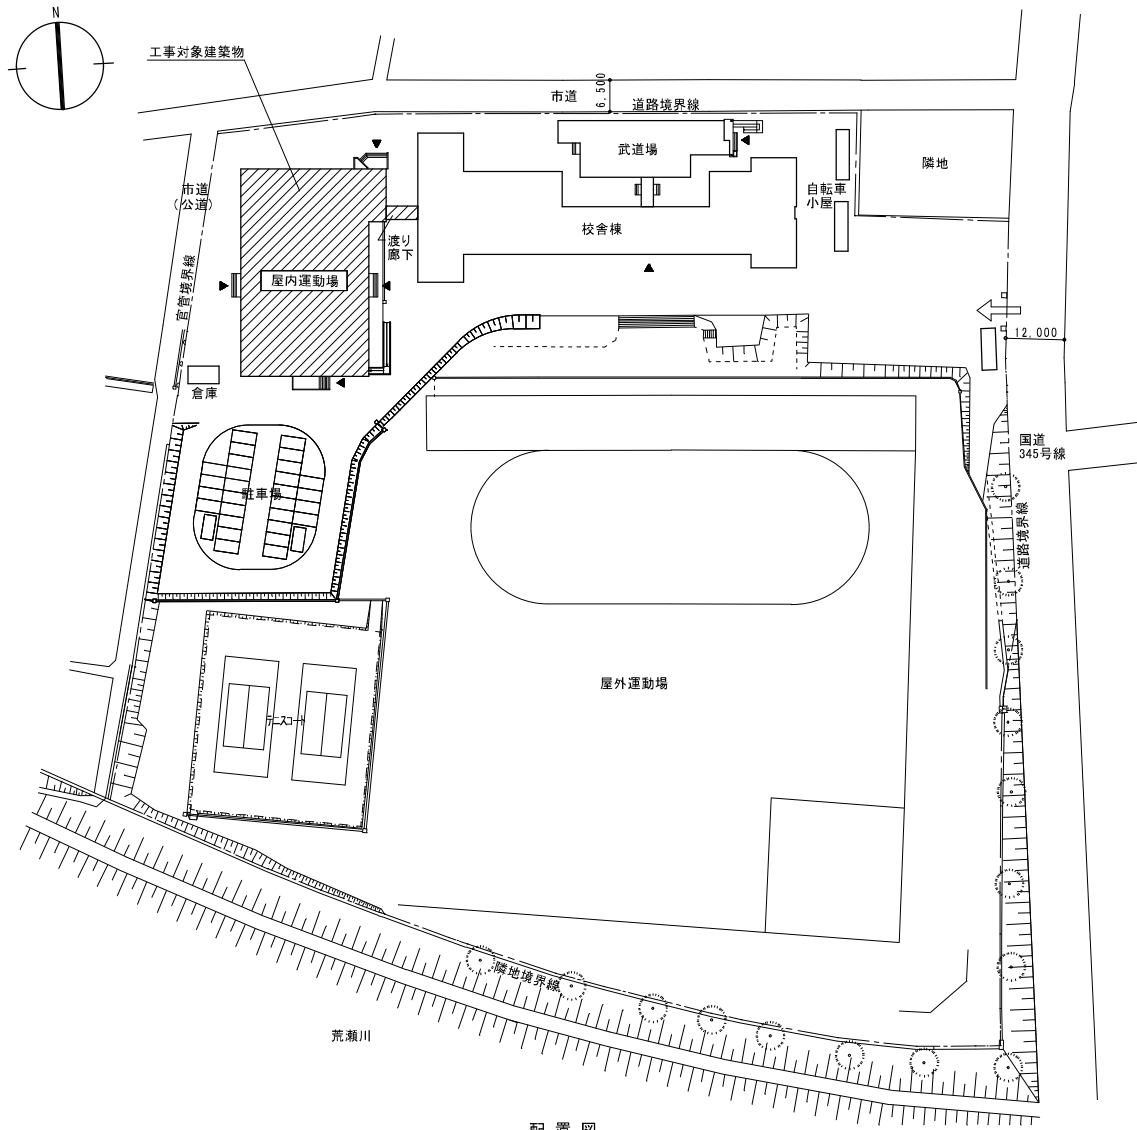 N
工事対象建築物
市道
6,500
道路境界線
武道場
隣地
市道
(公道)
自転車
小屋
渡り
廊下
校舎棟
屋内運動場
官管境界線
12,000
倉庫
国道
345号線
駐車場
道路境界線
屋外運動場
テニスコート
隣地境界線
荒瀬川
配置図